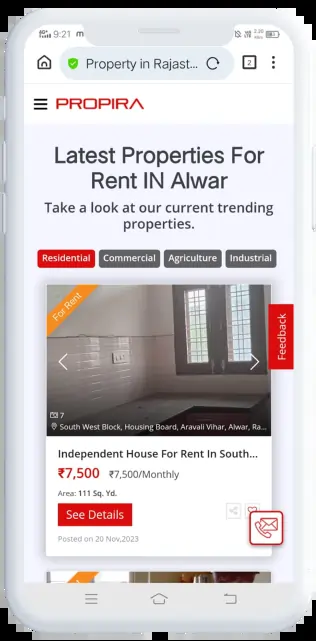 9:21 m
Property in Rajast... 2
PROPIRA
Latest Properties For
Rent IN Alwar
Take a look at our current trending
properties.
Residential Commercial Agriculture Industrial
For Rent
Feedback
7
South West Block, Housing Board, Aravali Vihar, Alwar, Ra...
Independent House For Rent In South...
₹7,500 ₹7,500/Monthly
Area: 111 Sq. Yd.
See Details
Posted on 20 Nov,2023